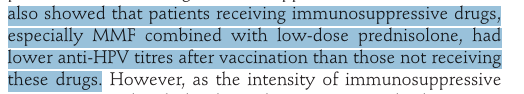 also showed that patients receiving immunosuppressive drugs,
especially MMF combined with low-dose prednisolone, had
lower anti-HPV titres after vaccination than those not receiving
these drugs. However, as the intensity of immunosuppressive